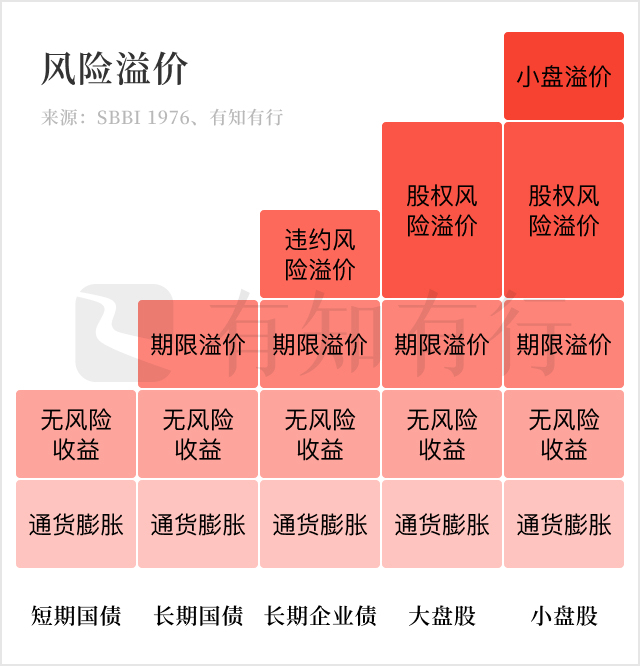 风险溢价
来源：SBBI 1976、有知有行
小盘溢价
股权风
险溢价
股权风
险溢价
违约风
险溢价
期限溢价
期限溢价
期限溢价
期限溢价
有知有行
无风险
收益
无风险
收益
无风险
收益
无风险
收益
无风险
收益
通货膨胀
通货膨胀
通货膨胀
通货膨胀
通货膨胀
短期国债
长期国债
长期企业债
大盘股
小盘股